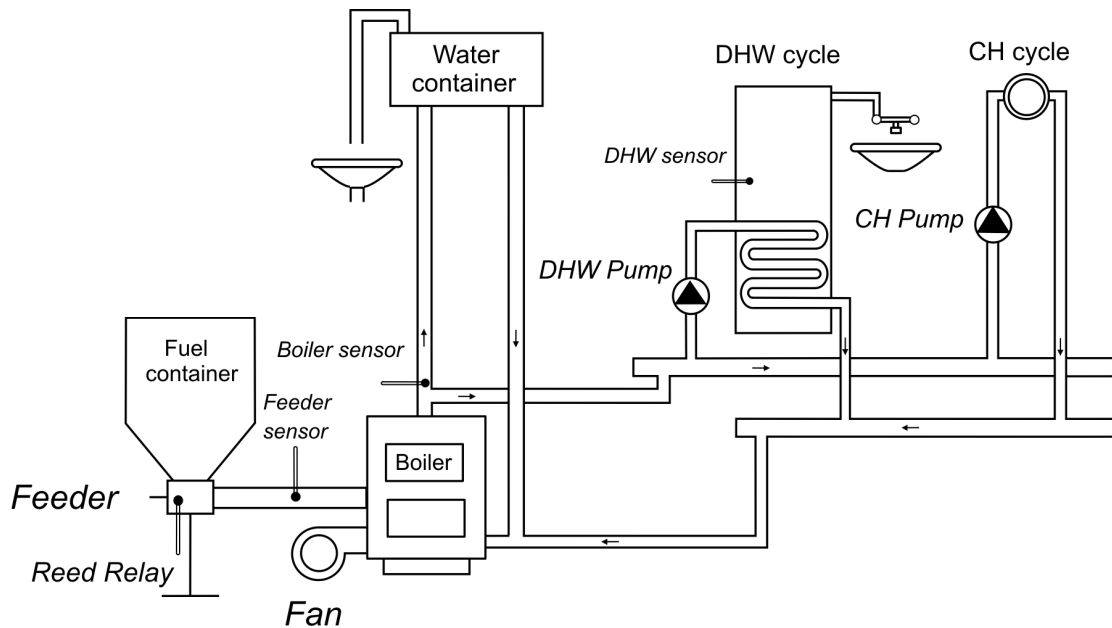 Water
container
DHW cycle
CH cycle
DHW sensor
CH Pump
DHW Pump
Fuel
container
Boiler sensor
Feeder
sensor
Boiler
Feeder
Reed Relay
Fan